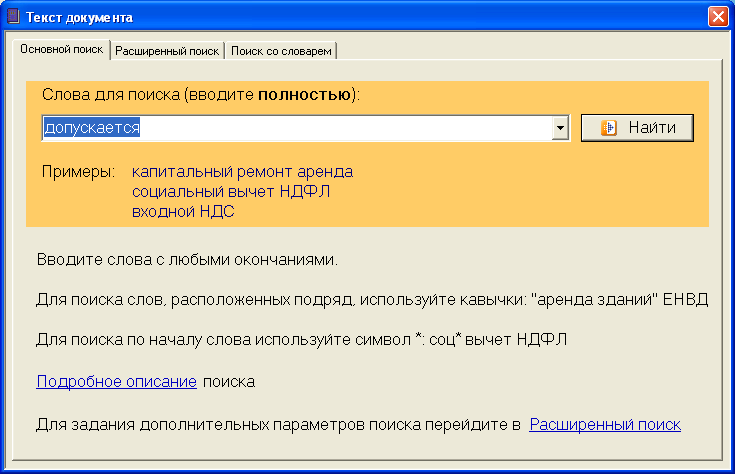 Текст документа
Основной поиск Расширенный поиск Поиск со словарем
Слова для поиска (вводите полностью):
допускается Найти
Примеры: капитальный ремонт аренда
социальный вычет НДФЛ
входной НДС
Вводите слова с любыми окончаниями.
Для поиска слов, расположенных подряд, используйте кавычки: "аренда зданий" ЕНВД
Для поиска по началу слова используйте символ *: соц* вычет НДФЛ
Подробное описание поиска
Для задания дополнительных параметров поиска перейдите в Расширенный поиск